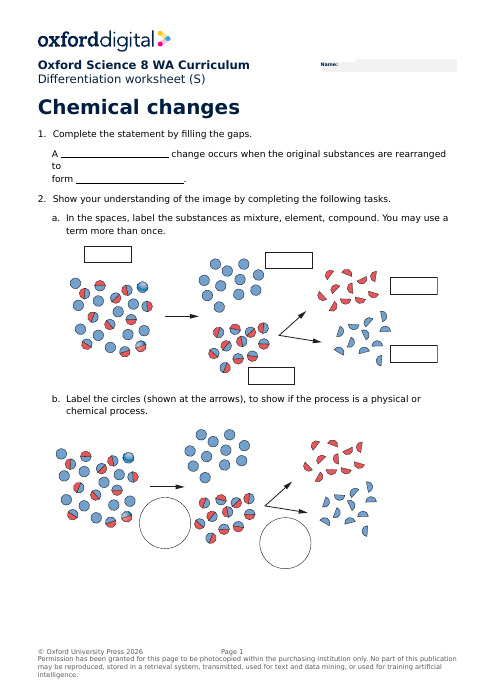 oxforddigital
Oxford Science 8 WA Curriculum
Name:
Differentiation worksheet (S)
Chemical changes
1. Complete the statement by filling the gaps.
A ______ change occurs when the original substances are rearranged
to
form ______.
2. Show your understanding of the image by completing the following tasks.
a. In the spaces, label the substances as mixture, element, compound. You may use a
term more than once.
b. Label the circles (shown at the arrows), to show if the process is a physical or
chemical process.
© Oxford University Press 2026 Page 1
Permission has been granted for this page to be photocopied within the purchasing institution only. No part of this publication
may be reproduced, stored in a retrieval system, transmitted, used for text and data mining, or used for training artificial
intelligence.